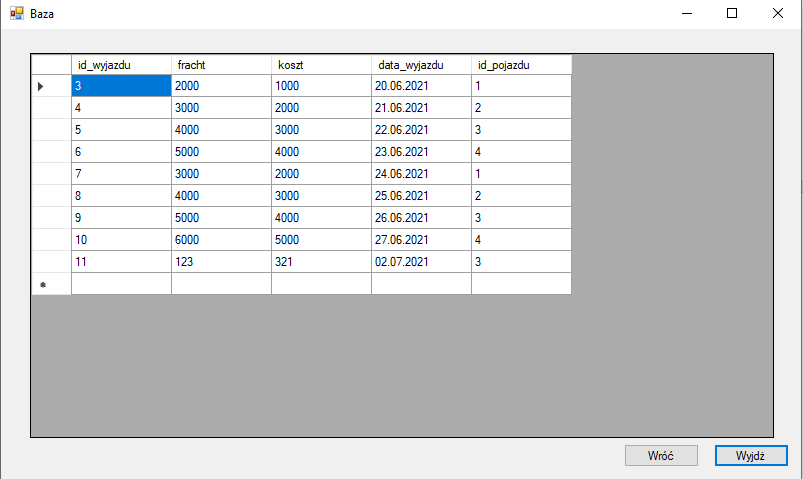 Baza
id_wyjazdu fracht koszt data_wyjazdu id_pojazdu
3 2000 1000 20.06.2021 1
4 3000 2000 21.06.2021 2
5 4000 3000 22.06.2021 3
6 5000 4000 23.06.2021 4
7 3000 2000 24.06.2021 1
8 4000 3000 25.06.2021 2
9 5000 4000 26.06.2021 3
10 6000 5000 27.06.2021 4
11 123 321 02.07.2021 3
Wróć Wyjdź